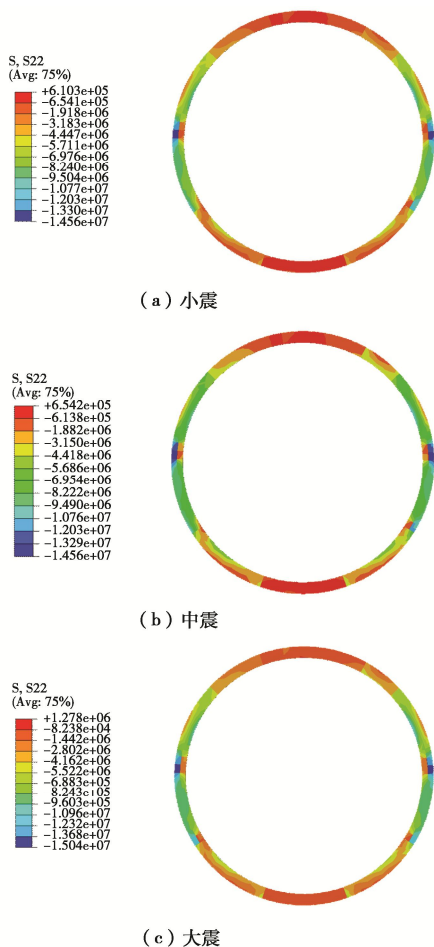 S, S22
(Avg: 75%)
+6.103e+05
−6.541e+05
−1.918e+06
−3.183e+06
−4.447e+06
−5.711e+06
−6.976e+06
−8.240e+06
−9.504e+06
−1.077e+07
−1.203e+07
−1.330e+07
−1.456e+07
(a)小震
S, S22
(Avg: 75%)
+6.542e+05
−6.138e+05
−1.882e+06
−3.150e+06
−4.418e+06
−5.686e+06
−6.954e+06
−8.222e+06
−9.490e+06
−1.076e+07
−1.203e+07
−1.329e+07
−1.456e+07
(b)中震
S, S22
(Avg: 75%)
+1.278e+06
−8.238e+04
−1.442e+06
−2.802e+06
−4.162e+06
−5.522e+06
−6.883e+05
8.243e+05
−9.603e+05
−1.096e+07
−1.232e+07
−1.368e+07
−1.504e+07
(c)大震